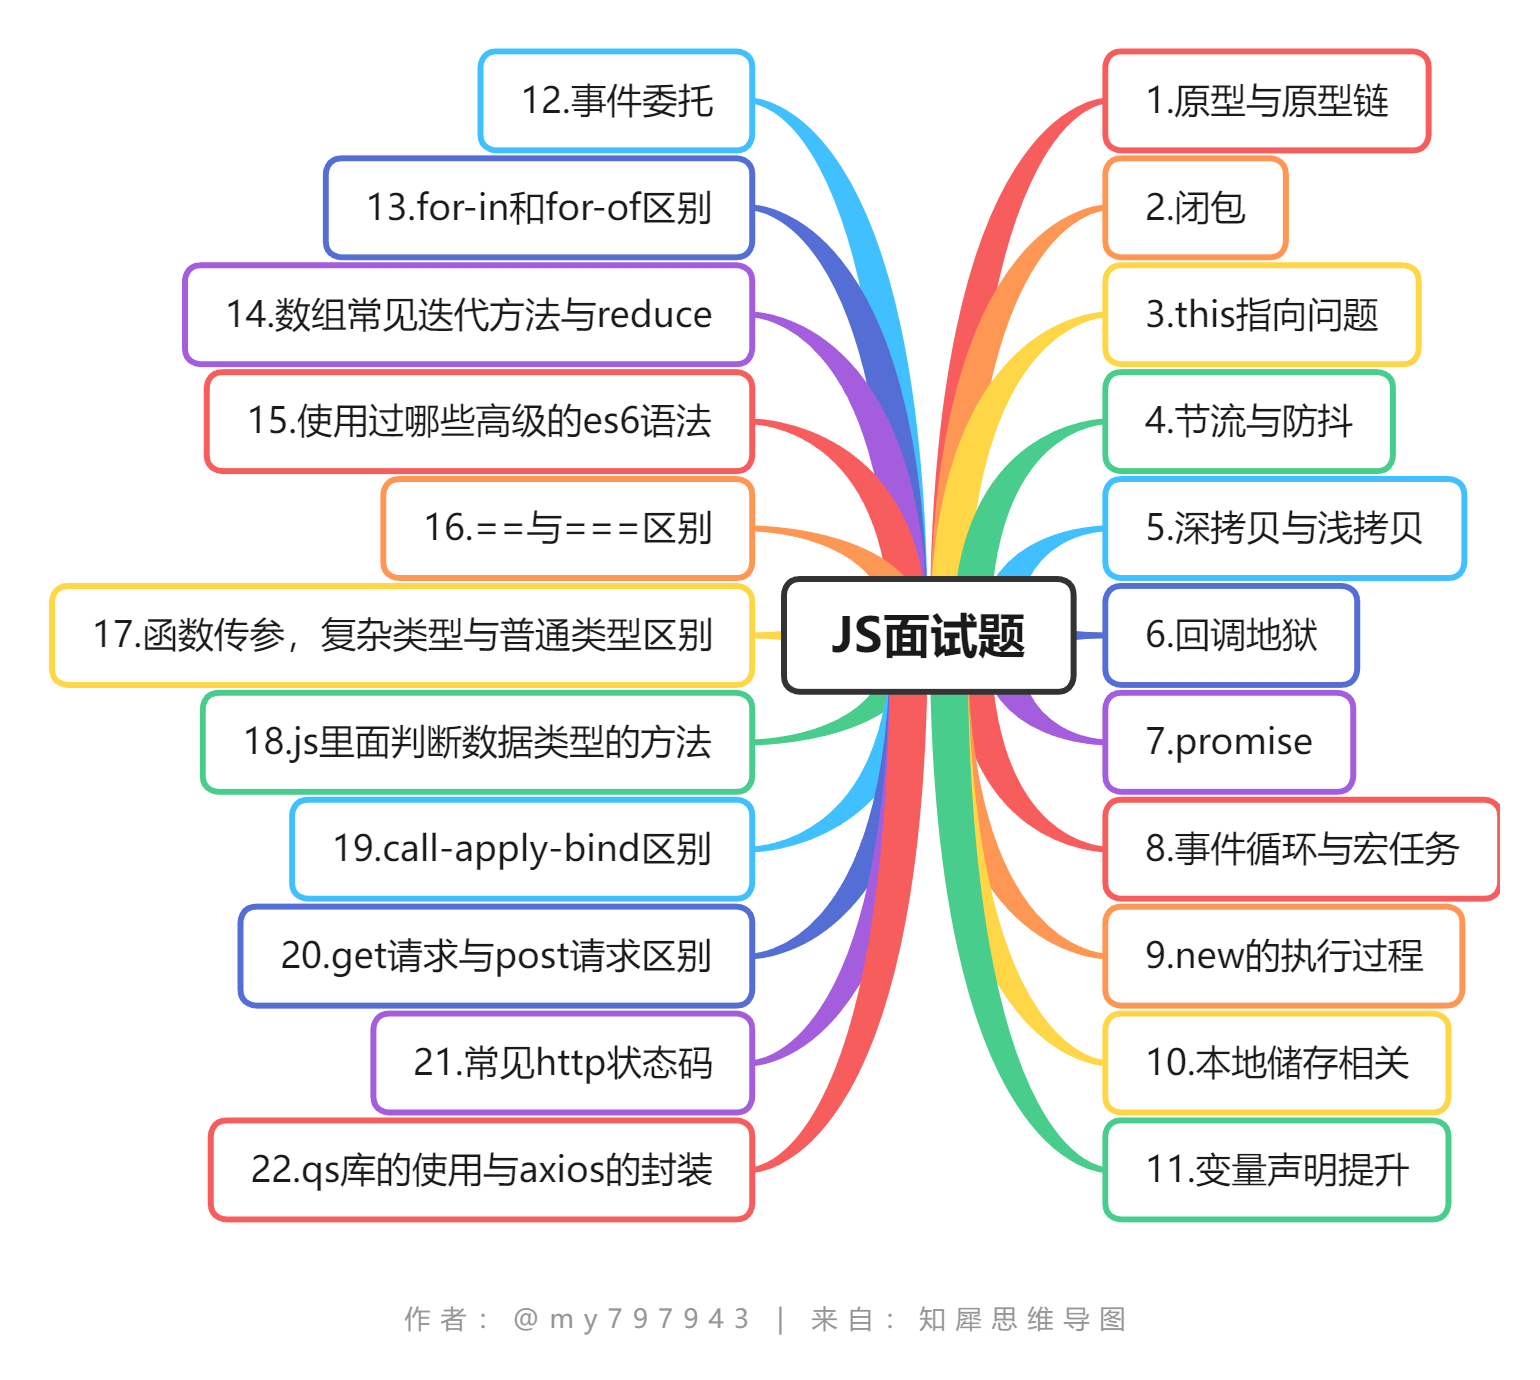 JS面试题
1.原型与原型链
2.闭包
3.this指向问题
4.节流与防抖
5.深拷贝与浅拷贝
6.回调地狱
7.promise
8.事件循环与宏任务
9.new的执行过程
10.本地储存相关
11.变量声明提升
12.事件委托
13.for-in和for-of区别
14.数组常见迭代方法与reduce
15.使用过哪些高级的es6语法
16.==与===区别
17.函数传参，复杂类型与普通类型区别
18.js里面判断数据类型的方法
19.call-apply-bind区别
20.get请求与post请求区别
21.常见http状态码
22.qs库的使用与axios的封装
作者：@my797943 | 来自：知犀思维导图